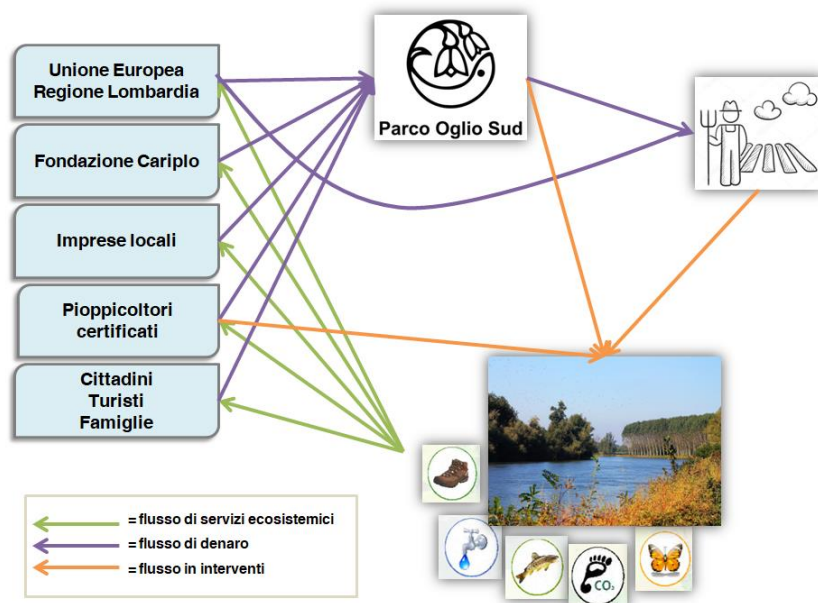 Unione Europea
Regione Lombardia
Fondazione Cariplo
Imprese locali
Pioppicoltori
certificati
Cittadini
Turisti
Famiglie
Parco Oglio Sud
CO₂
= flusso di servizi ecosistemici
= flusso di denaro
= flusso in interventi